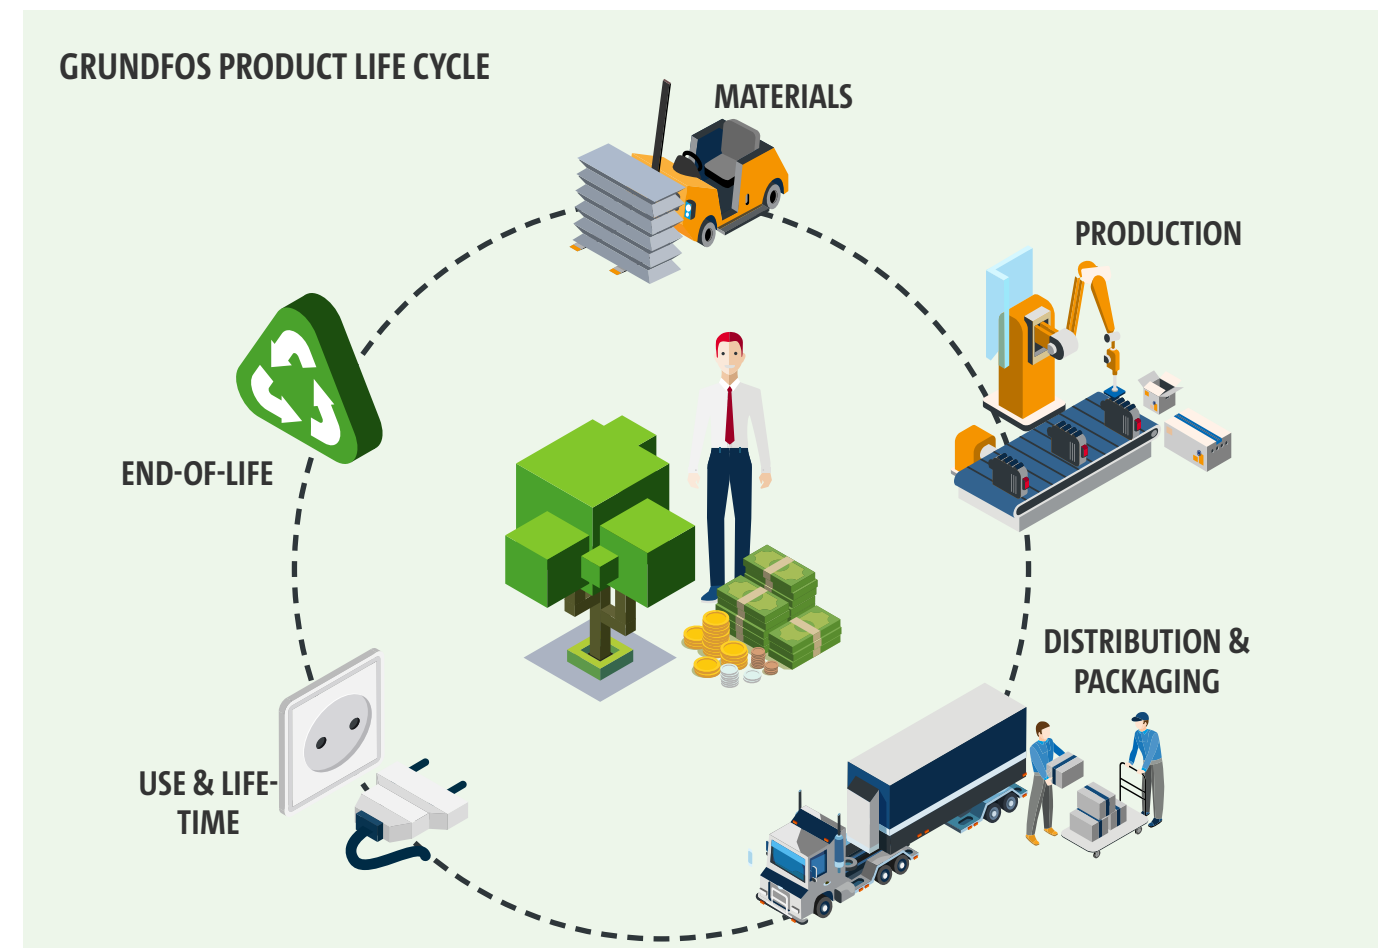 GRUNDFOS PRODUCT LIFE CYCLE
MATERIALS
PRODUCTION
DISTRIBUTION &
PACKAGING
USE & LIFE-
TIME
END-OF-LIFE